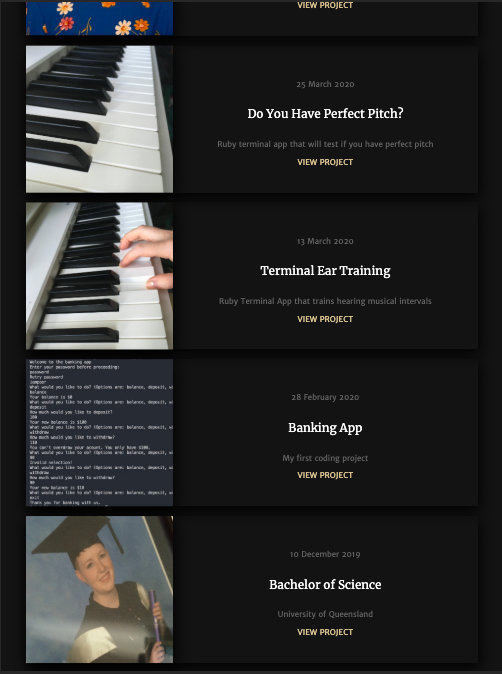 VIEW PROJECT
25 March 2020
Do You Have Perfect Pitch?
Ruby terminal app that will test if you have perfect pitch
VIEW PROJECT
13 March 2020
Terminal Ear Training
Ruby Terminal App that trains hearing musical intervals
VIEW PROJECT
Welcome to the banking app
Enter your password before proceeding:
password
Retry password
What would you like to do? (Options are: balance, deposit, w
balance
Your balance is $0
What would you like to do? (Options are: balance, deposit, w
deposit
How much would you like to deposit?
100
Your new balance is $100
What would you like to do? (Options are: balance, deposit, w
withdraw
How much would you like to withdraw?
110
You can't overdraw your account. You only have $100.
What would you like to do? (Options are: balance, deposit, w
90
Invalid selection!
What would you like to do? (Options are: balance, deposit, w
withdraw
How much would you like to withdraw?
90
Your new balance is $10
What would you like to do? (Options are: balance, deposit, w
exit
Thank you for banking with us.
28 February 2020
Banking App
My first coding project
VIEW PROJECT
10 December 2019
Bachelor of Science
University of Queensland
VIEW PROJECT